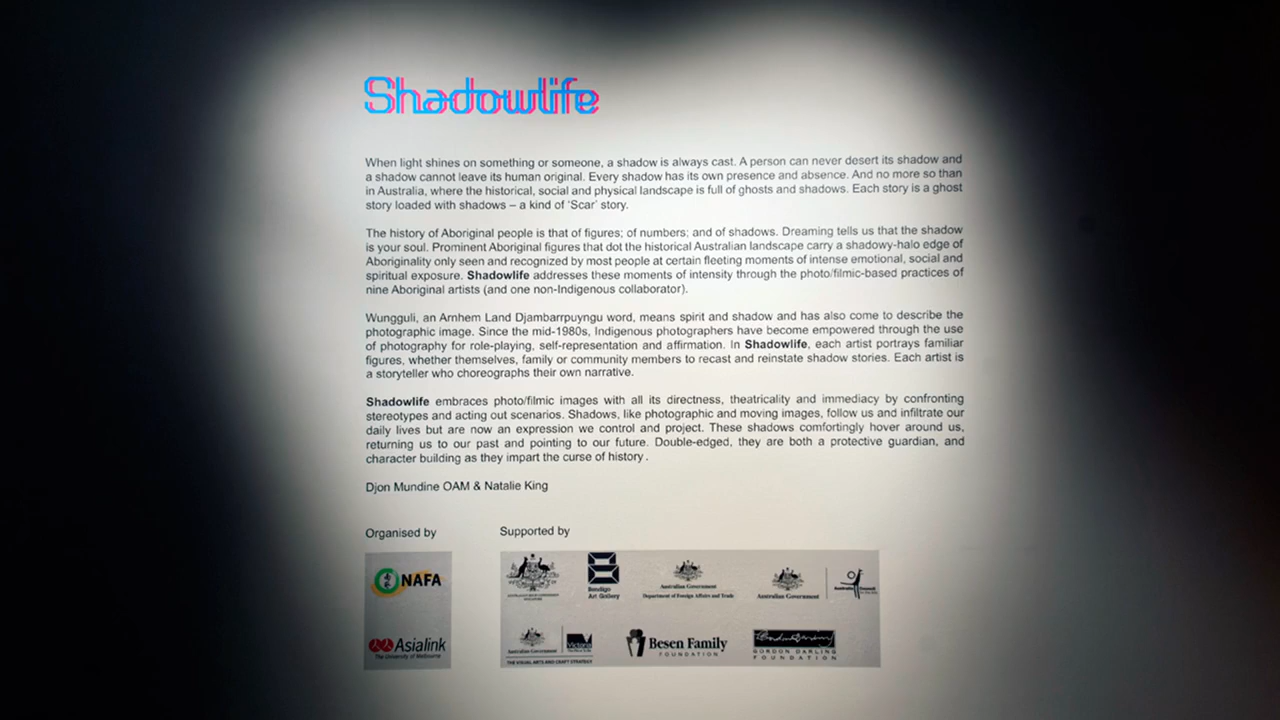 Shadowlife
When light shines on something or someone, a shadow is always cast. A person can never desert its shadow and
a shadow cannot leave its human original. Every shadow has its own presence and absence. And no more so than
in Australia, where the historical, social and physical landscape is full of ghosts and shadows. Each story is a ghost
story loaded with shadows – a kind of ‘Scar’ story.
The history of Aboriginal people is that of figures; of numbers; and of shadows. Dreaming tells us that the shadow
is your soul. Prominent Aboriginal figures that dot the historical Australian landscape carry a shadowy-halo edge of
Aboriginality only seen and recognized by most people at certain fleeting moments of intense emotional, social and
spiritual exposure. Shadowlife addresses these moments of intensity through the photo/filmic-based practices of
nine Aboriginal artists (and one non-Indigenous collaborator).
Wungguli, an Arnhem Land Djambarrpuyngu word, means spirit and shadow and has also come to describe the
photographic image. Since the mid-1980s, Indigenous photographers have become empowered through the use
of photography for role-playing, self-representation and affirmation. In Shadowlife, each artist portrays familiar
figures, whether themselves, family or community members to recast and reinstate shadow stories. Each artist is
a storyteller who choreographs their own narrative.
Shadowlife embraces photo/filmic images with all its directness, theatricality and immediacy by confronting
stereotypes and acting out scenarios. Shadows, like photographic and moving images, follow us and infiltrate our
daily lives but are now an expression we control and project. These shadows comfortingly hover around us,
returning us to our past and pointing to our future. Double-edged, they are both a protective guardian, and
character building as they impart the curse of history.
Djon Mundine OAM & Natalie King
Organised by
Supported by
NAFA
Bendigo
Art Gallery
Australian Government
Department of Foreign Affairs and Trade
Australian Government
Asialink
The University of Melbourne
Australian Government
Victoria
THE VISUAL ARTS AND CRAFT STRATEGY
Besen Family
FOUNDATION
GORDON DARLING
FOUNDATION